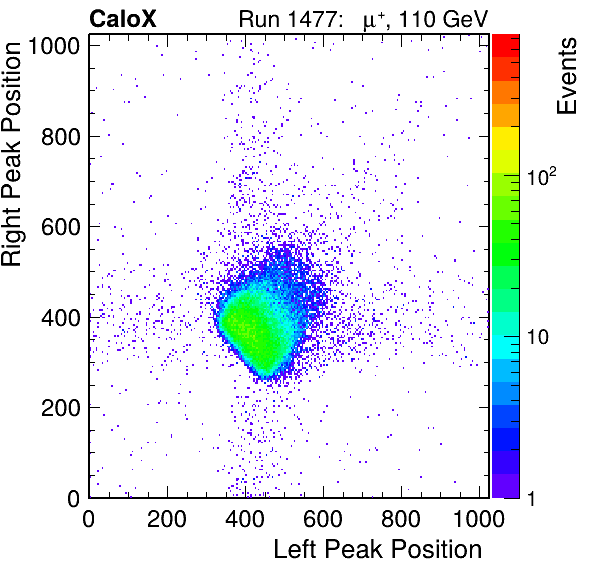 CaloX Run 1477: μ⁺, 110 GeV
Right Peak Position
1000
800
600
400
200
0
0 200 400 600 800 1000
Left Peak Position
Events
10²
10
1